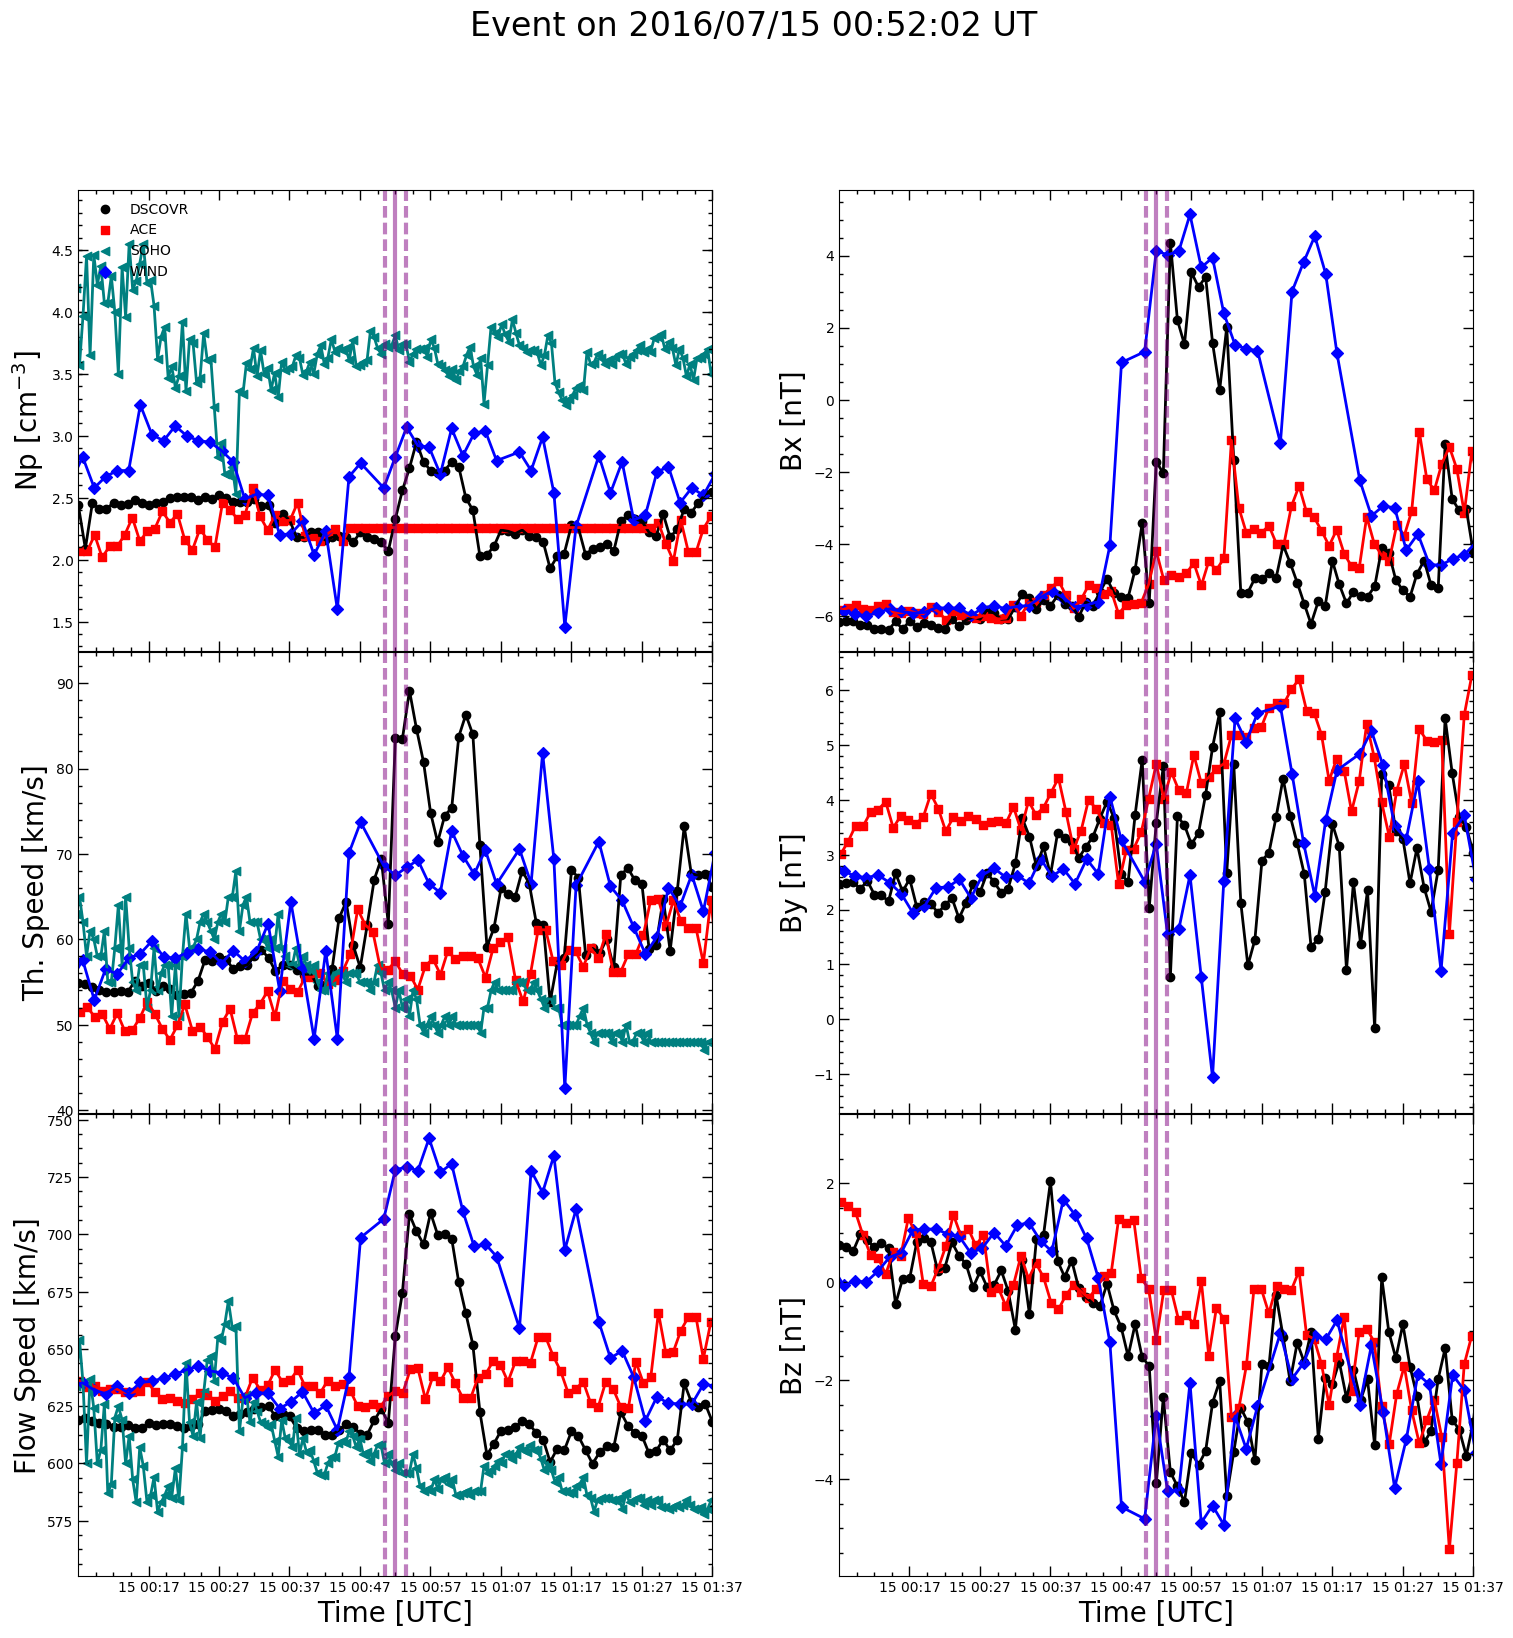 Event on 2016/07/15 00:52:02 UT
DSCOVR
ACE
SOHO
WIND
Np [cm⁻³]
4.5
4.0
3.5
3.0
2.5
2.0
1.5
Th. Speed [km/s]
90
80
70
60
50
40
Flow Speed [km/s]
750
725
700
675
650
625
600
575
15 00:17 15 00:27 15 00:37 15 00:47 15 00:57 15 01:07 15 01:17 15 01:27 15 01:37
Time [UTC]
Bx [nT]
4
2
0
−2
−4
−6
By [nT]
6
5
4
3
2
1
0
−1
Bz [nT]
2
0
−2
−4
15 00:17 15 00:27 15 00:37 15 00:47 15 00:57 15 01:07 15 01:17 15 01:27 15 01:37
Time [UTC]